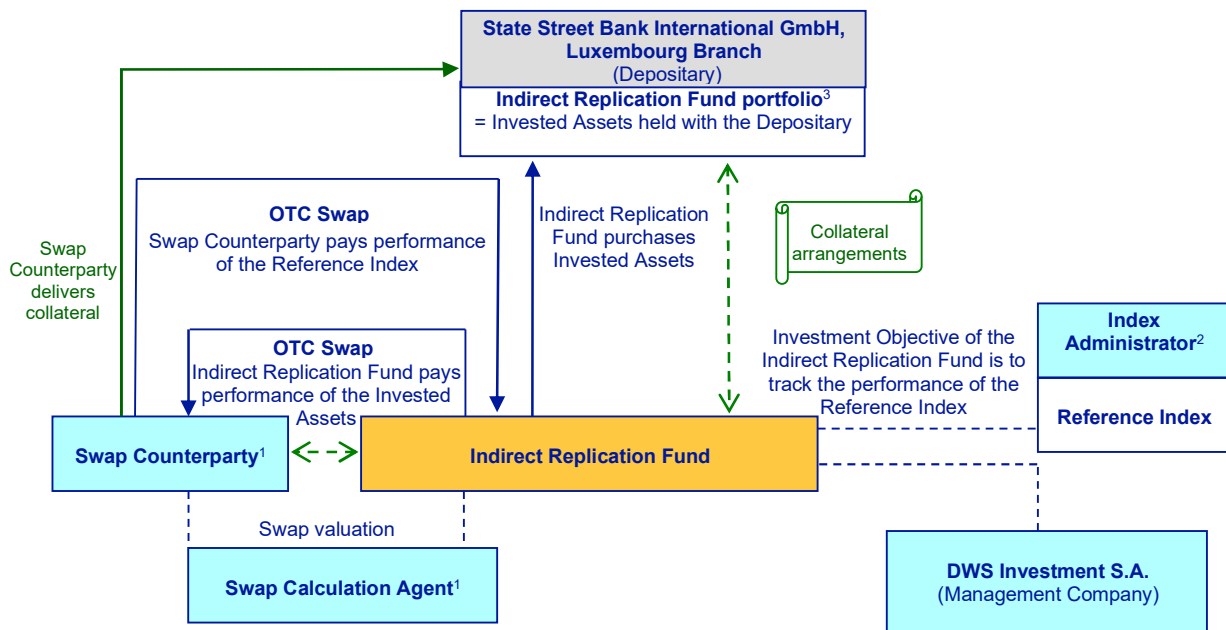 State Street Bank International GmbH,
Luxembourg Branch
(Depositary)
Indirect Replication Fund portfolio³
= Invested Assets held with the Depositary
OTC Swap
Swap Counterparty pays performance
of the Reference Index
Indirect Replication
Fund purchases
Invested Assets
Collateral
arrangements
Swap
Counterparty
delivers
collateral
OTC Swap
Indirect Replication Fund pays
performance of the Invested
Assets
Investment Objective of the
Indirect Replication Fund is to
track the performance of the
Reference Index
Index
Administrator²
Reference Index
Swap Counterparty¹
Indirect Replication Fund
Swap valuation
Swap Calculation Agent¹
DWS Investment S.A.
(Management Company)